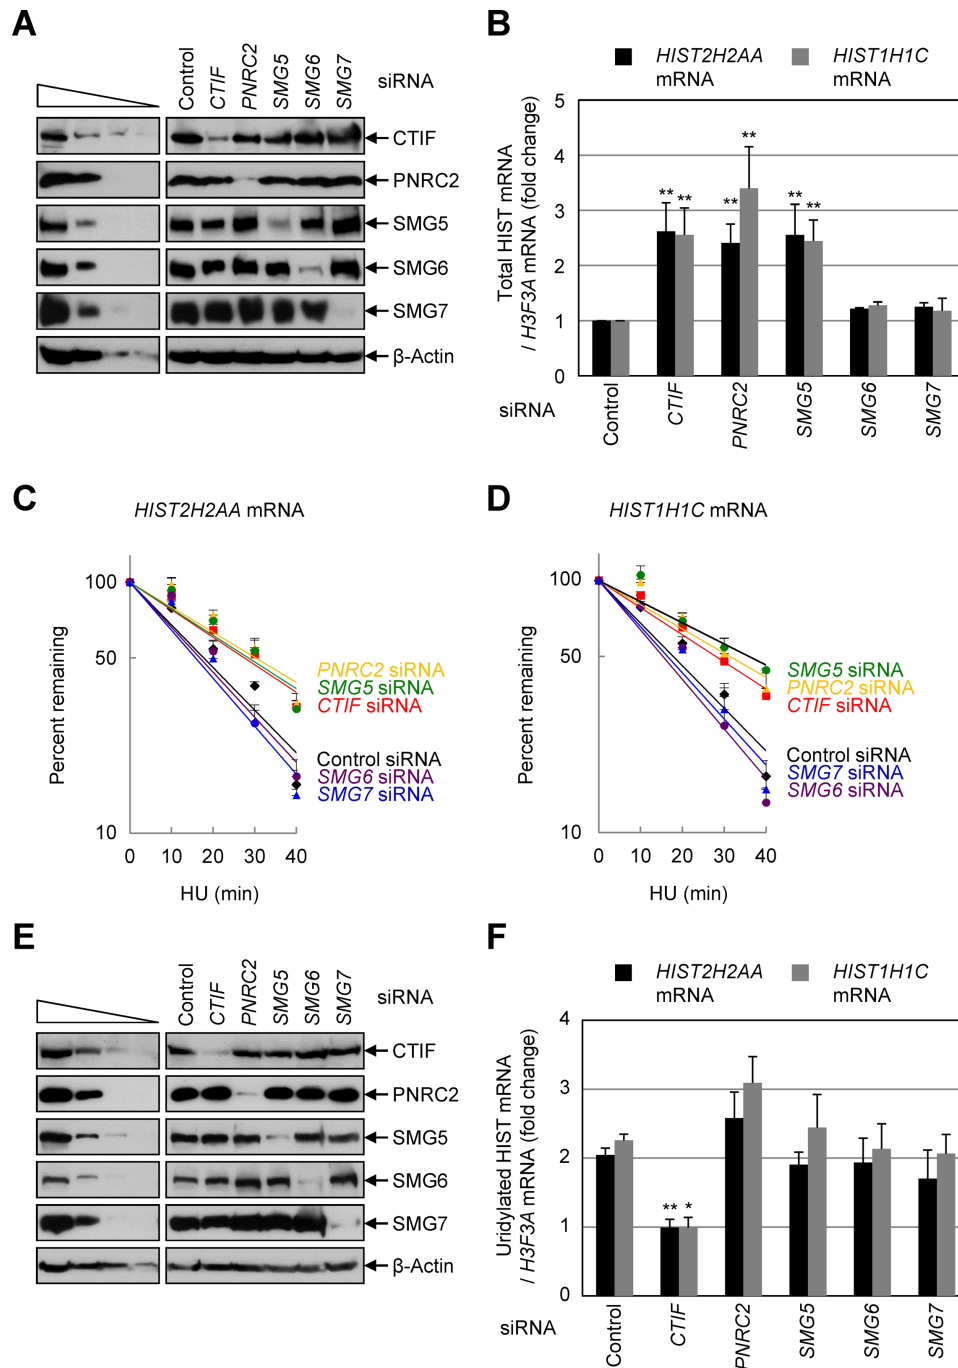 A
Control
CTIF
PNRC2
SMG5
SMG6
SMG7
siRNA
CTIF
PNRC2
SMG5
SMG6
SMG7
β-Actin
B
HIST2H2AA mRNA
HIST1H1C mRNA
Total HIST mRNA
/ H3F3A mRNA (fold change)
5
4
3
2
1
0
** ** ** ** ** **
siRNA
Control
CTIF
PNRC2
SMG5
SMG6
SMG7
C
HIST2H2AA mRNA
Percent remaining
100
50
10
PNRC2 siRNA
SMG5 siRNA
CTIF siRNA
Control siRNA
SMG6 siRNA
SMG7 siRNA
0 10 20 30 40
HU (min)
D
HIST1H1C mRNA
Percent remaining
100
50
10
SMG5 siRNA
PNRC2 siRNA
CTIF siRNA
Control siRNA
SMG7 siRNA
SMG6 siRNA
0 10 20 30 40
HU (min)
E
Control
CTIF
PNRC2
SMG5
SMG6
SMG7
siRNA
CTIF
PNRC2
SMG5
SMG6
SMG7
β-Actin
F
HIST2H2AA mRNA
HIST1H1C mRNA
Uridylated HIST mRNA
/ H3F3A mRNA (fold change)
4
3
2
1
0
** *
siRNA
Control
CTIF
PNRC2
SMG5
SMG6
SMG7